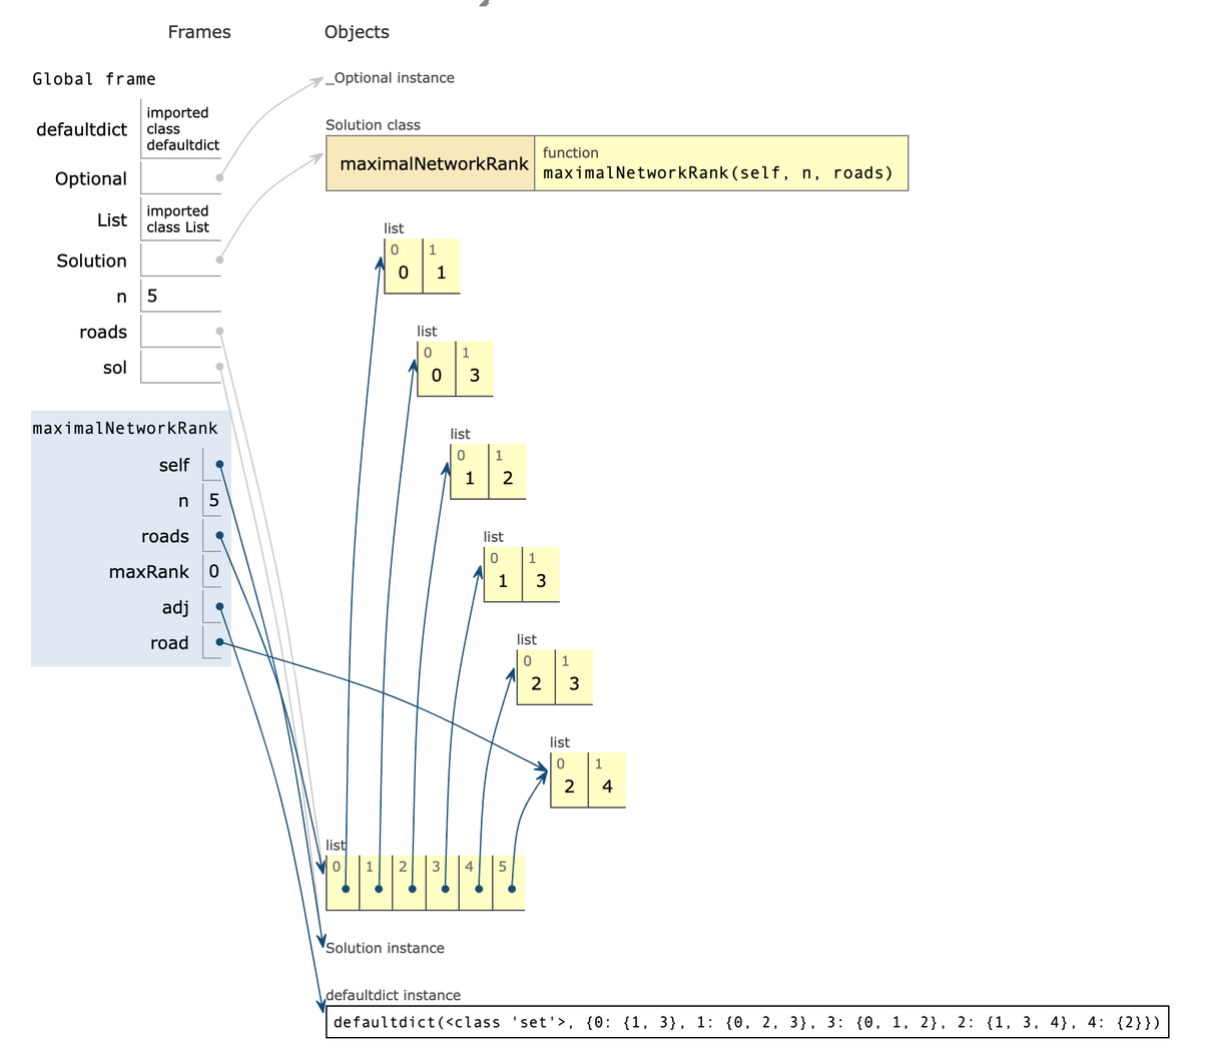 Frames Objects
Global frame
_Optional instance
defaultdict imported
class
defaultdict
Solution class
maximalNetworkRank function
maximalNetworkRank(self, n, roads)
Optional
List imported
class List
Solution
n 5
roads
sol
list
0 1
0 1
list
0 1
0 3
maximalNetworkRank
self
n 5
roads
maxRank 0
adj
road
list
0 1
1 2
list
0 1
1 3
list
0 1
2 3
list
0 1
2 4
list
0 1 2 3 4 5
Solution instance
defaultdict instance
defaultdict(<class 'set'>, {0: {1, 3}, 1: {0, 2, 3}, 3: {0, 1, 2}, 2: {1, 3, 4}, 4: {2}})